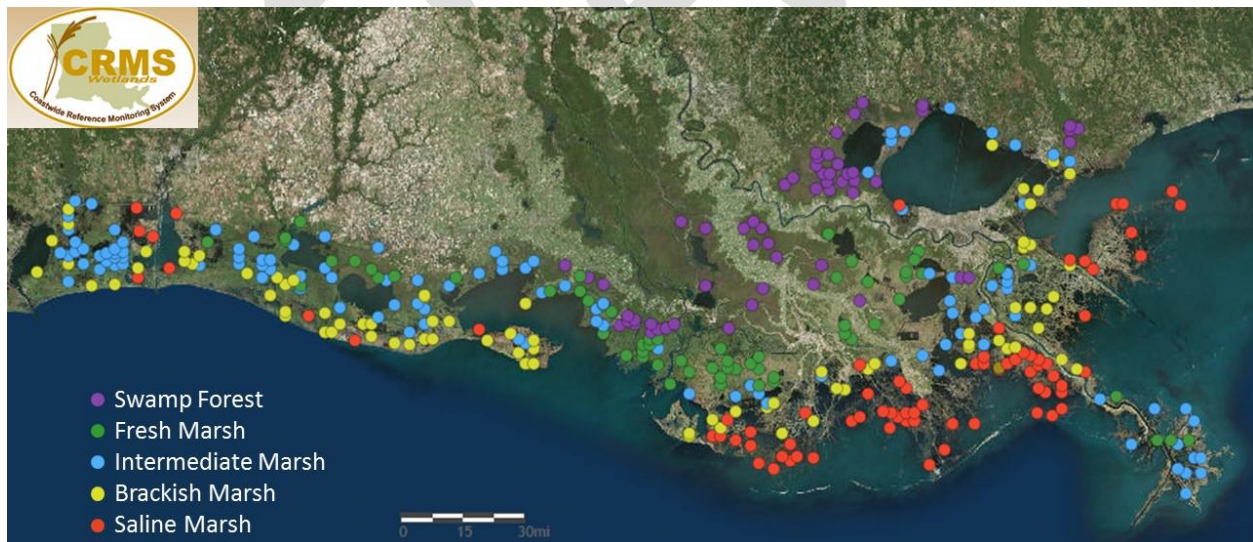 CRMS
Wetlands
Coastwide Reference Monitoring System
Swamp Forest
Fresh Marsh
Intermediate Marsh
Brackish Marsh
Saline Marsh
0 15 30mi